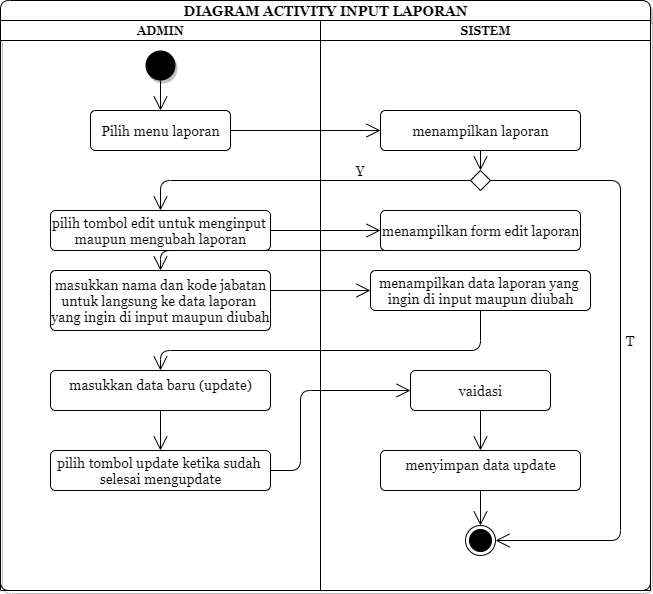 DIAGRAM ACTIVITY INPUT LAPORAN
ADMIN
SISTEM
Pilih menu laporan
menampilkan laporan
Y
pilih tombol edit untuk menginput
maupun mengubah laporan
menampilkan form edit laporan
masukkan nama dan kode jabatan
untuk langsung ke data laporan
yang ingin di input maupun diubah
menampilkan data laporan yang
ingin di input maupun diubah
T
masukkan data baru (update)
vaidasi
pilih tombol update ketika sudah
selesai mengupdate
menyimpan data update